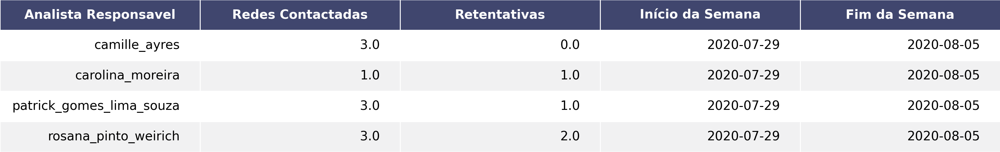 Analista Responsavel Redes Contactadas Retentativas Início da Semana Fim da Semana
camille_ayres 3.0 0.0 2020-07-29 2020-08-05
carolina_moreira 1.0 1.0 2020-07-29 2020-08-05
patrick_gomes_lima_souza 3.0 1.0 2020-07-29 2020-08-05
rosana_pinto_weirich 3.0 2.0 2020-07-29 2020-08-05